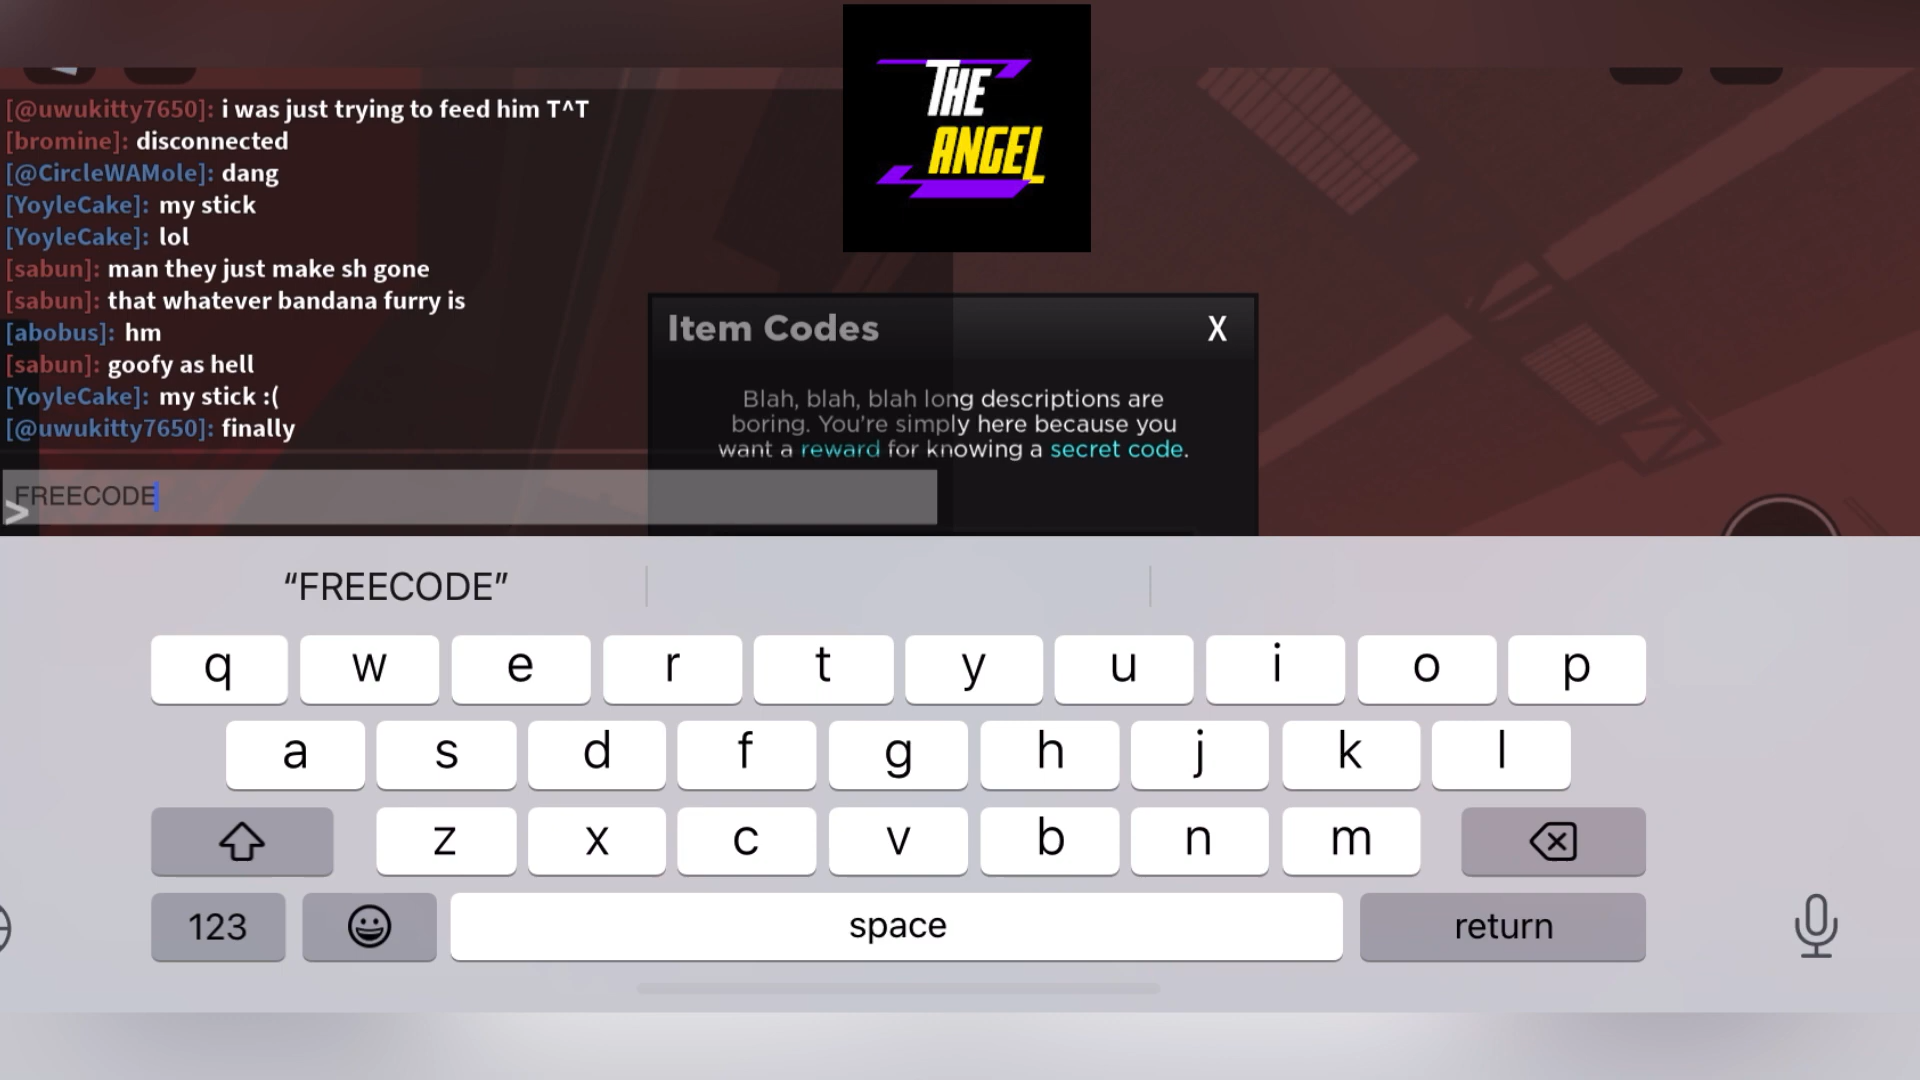 THE
ANGEL
[@uwukitty7650]: i was just trying to feed him T^T
[bromine]: disconnected
[@CircleWAMole]: dang
[YoyleCake]: my stick
[YoyleCake]: lol
[sabun]: man they just make sh gone
[sabun]: that whatever bandana furry is
[abobus]: hm
[sabun]: goofy as hell
[YoyleCake]: my stick :(
[@uwukitty7650]: finally
Item Codes X
Blah, blah, blah long descriptions are
boring. You're simply here because you
want a reward for knowing a secret code.
FREECODE
>
“FREECODE”
q w e r t y u i o p
a s d f g h j k l
z x c v b n m
123 space return